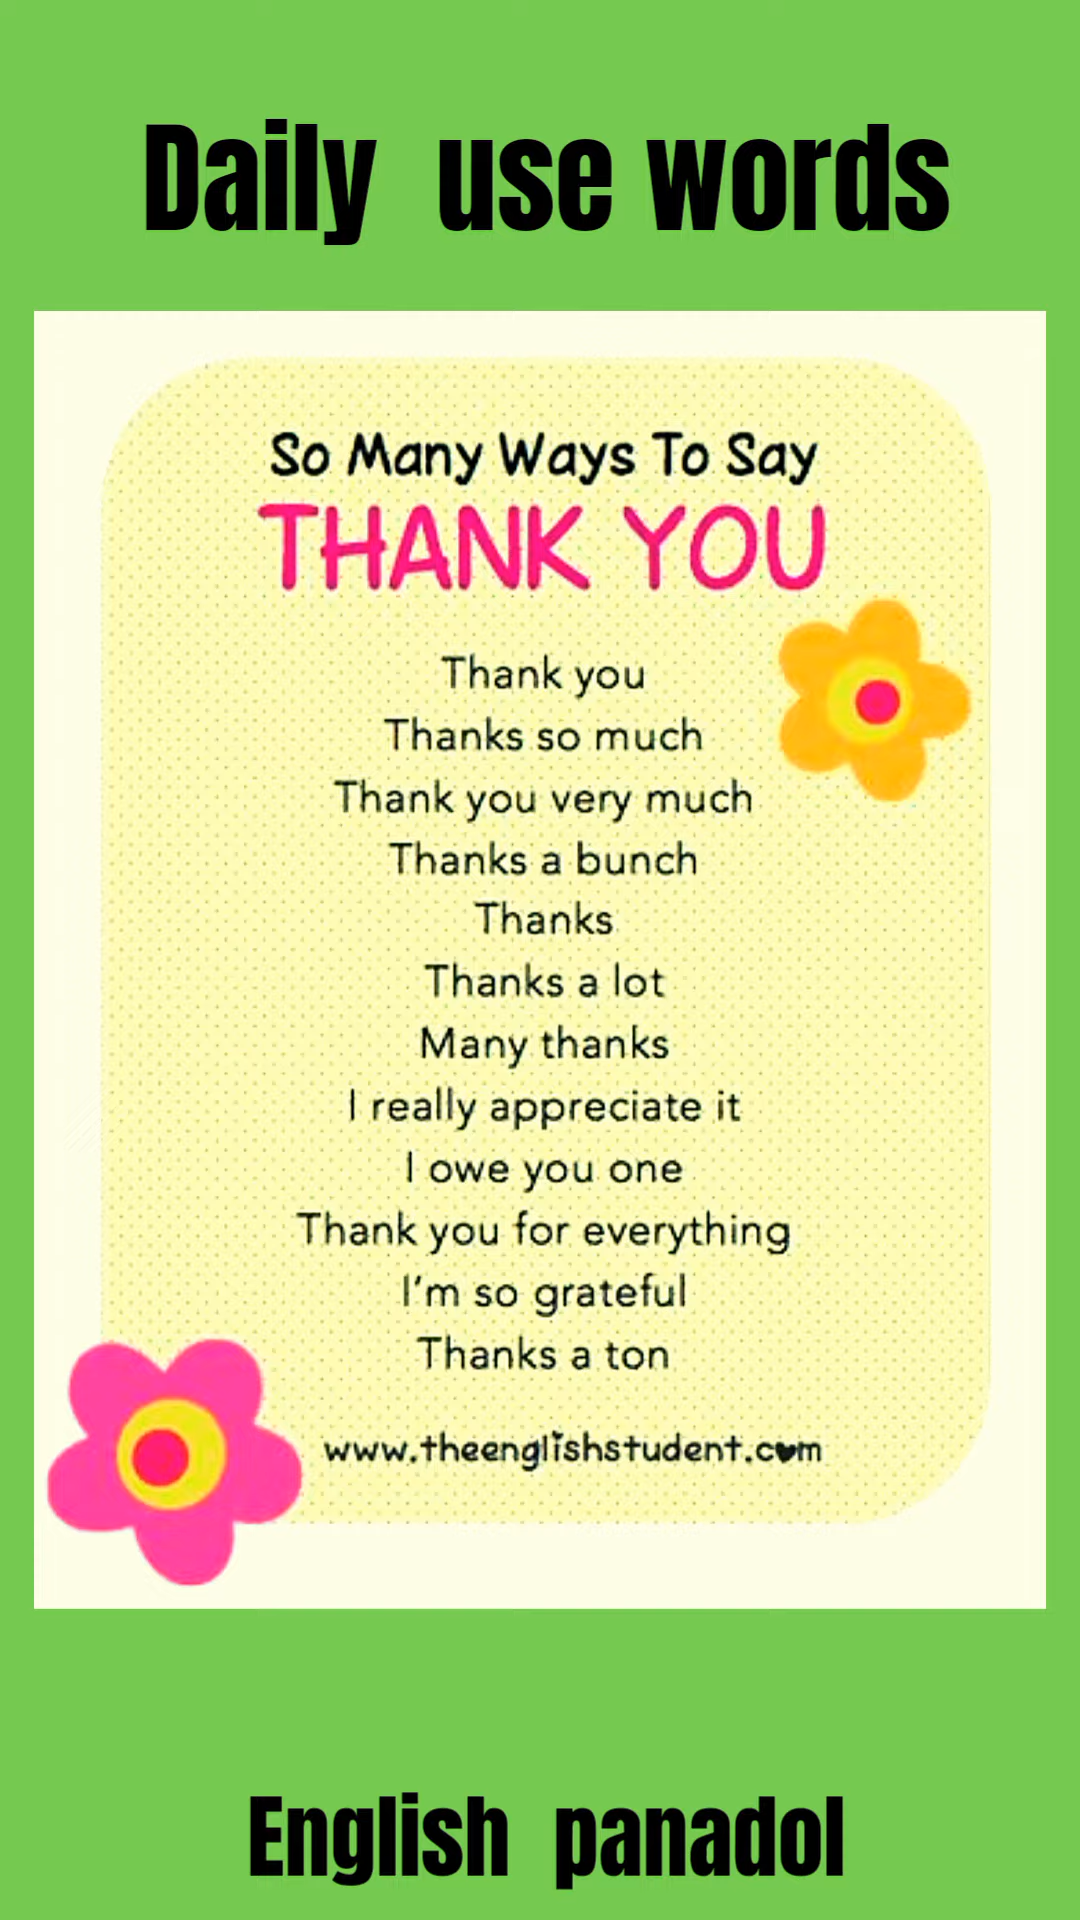 Daily use words
So Many Ways To Say
THANK YOU
Thank you
Thanks so much
Thank you very much
Thanks a bunch
Thanks
Thanks a lot
Many thanks
I really appreciate it
I owe you one
Thank you for everything
I'm so grateful
Thanks a ton
www.theenglishstudent.c♥m
English panadol